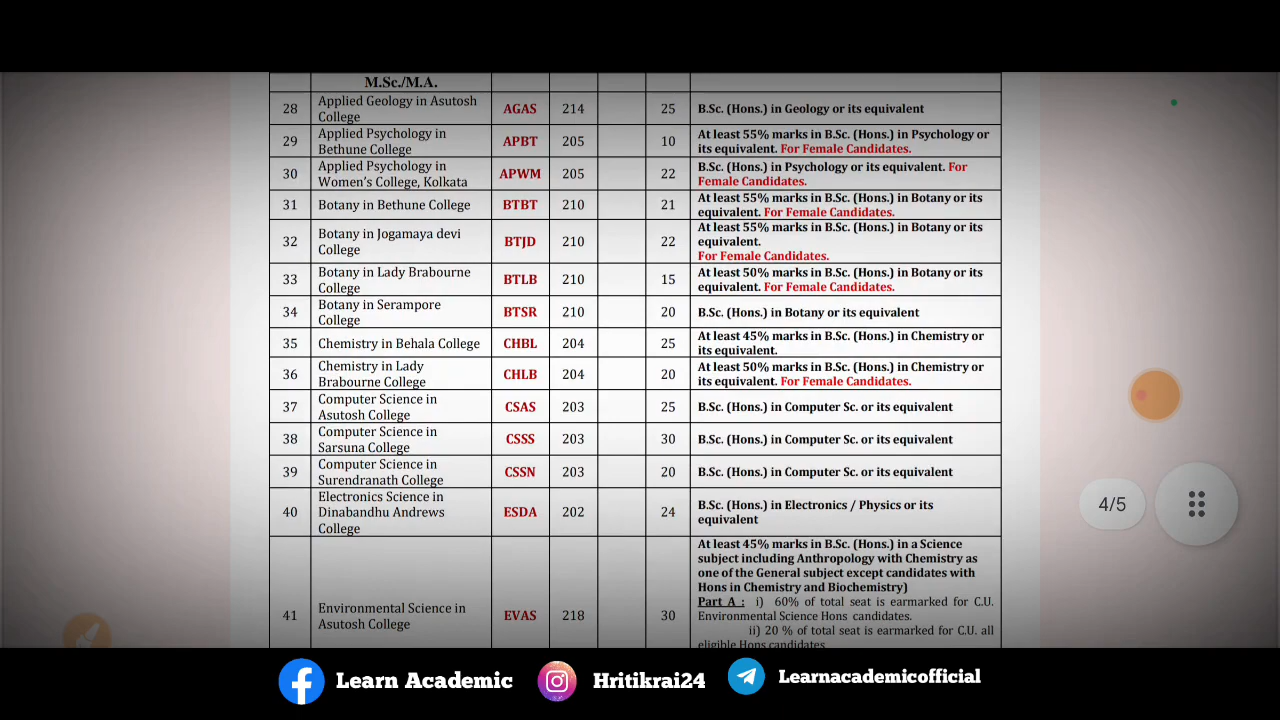 M.Sc./M.A.
28 Applied Geology in Asutosh College AGAS 214 25 B.Sc. (Hons.) in Geology or its equivalent
29 Applied Psychology in Bethune College APBT 205 10 At least 55% marks in B.Sc. (Hons.) in Psychology or its equivalent. For Female Candidates.
30 Applied Psychology in Women's College, Kolkata APWM 205 22 B.Sc. (Hons.) in Psychology or its equivalent. For Female Candidates.
31 Botany in Bethune College BTBT 210 21 At least 55% marks in B.Sc. (Hons.) in Botany or its equivalent. For Female Candidates.
32 Botany in Jogamaya devi College BTJD 210 22 At least 55% marks in B.Sc. (Hons.) in Botany or its equivalent. For Female Candidates.
33 Botany in Lady Brabourne College BTLB 210 15 At least 50% marks in B.Sc. (Hons.) in Botany or its equivalent. For Female Candidates.
34 Botany in Serampore College BTSR 210 20 B.Sc. (Hons.) in Botany or its equivalent
35 Chemistry in Behala College CHBL 204 25 At least 45% marks in B.Sc. (Hons.) in Chemistry or its equivalent.
36 Chemistry in Lady Brabourne College CHLB 204 20 At least 50% marks in B.Sc. (Hons.) in Chemistry or its equivalent. For Female Candidates.
37 Computer Science in Asutosh College CSAS 203 25 B.Sc. (Hons.) in Computer Sc. or its equivalent
38 Computer Science in Sarsuna College CSSS 203 30 B.Sc. (Hons.) in Computer Sc. or its equivalent
39 Computer Science in Surendranath College CSSN 203 20 B.Sc. (Hons.) in Computer Sc. or its equivalent
40 Electronics Science in Dinabandhu Andrews College ESDA 202 24 B.Sc. (Hons.) in Electronics / Physics or its equivalent
41 Environmental Science in Asutosh College EVAS 218 30 At least 45% marks in B.Sc. (Hons.) in a Science subject including Anthropology with Chemistry as one of the General subject except candidates with Hons in Chemistry and Biochemistry)
Part A : i) 60% of total seat is earmarked for C.U. Environmental Science Hons candidates.
ii) 20 % of total seat is earmarked for C.U. all eligible Hons candidates
4/5
Learn Academic
Hritikrai24
Learnacademicofficial